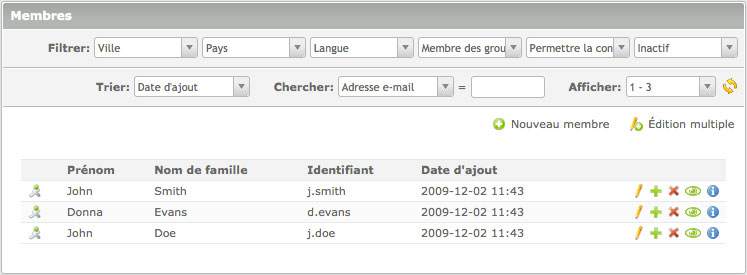 Membres
Filtrer: Ville Pays Langue Membre des grou Permettre la con Inactif
Trier: Date d'ajout Chercher: Adresse e-mail = Afficher: 1 - 3
Nouveau membre Édition multiple
Prénom Nom de famille Identifiant Date d'ajout
John Smith j.smith 2009-12-02 11:43
Donna Evans d.evans 2009-12-02 11:43
John Doe j.doe 2009-12-02 11:43